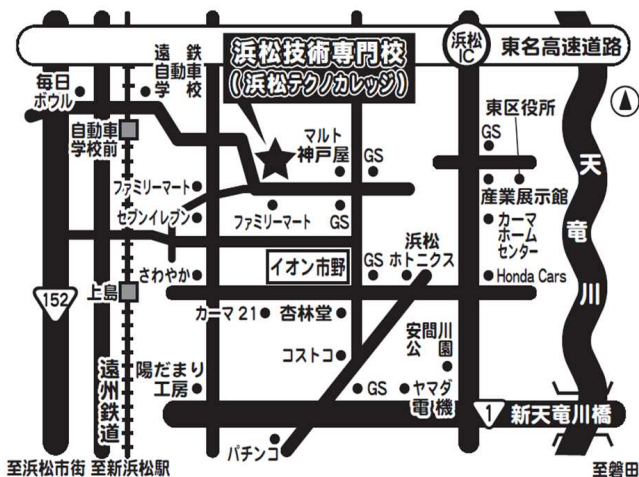 浜松技術専門校
(浜松テクノカレッジ)
浜松
IC
東名高速道路
遠鉄
自動車
学校
毎日
ボウル
自動車
学校前
マルト
神戸屋
GS
GS
東区役所
産業展示館
天竜川
ファミリーマート
セブンイレブン
ファミリーマート
GS
カーマ
ホーム
センター
浜松
ホトニクス
GS
イオン市野
さわやか
Honda Cars
152
上島
カーマ 21
杏林堂
安間川
公園
コストコ
遠州鉄道
陽だまり
工房
GS
ヤマダ
電機
1
新天竜川橋
パチンコ
至浜松市街
至新浜松駅
至磐田